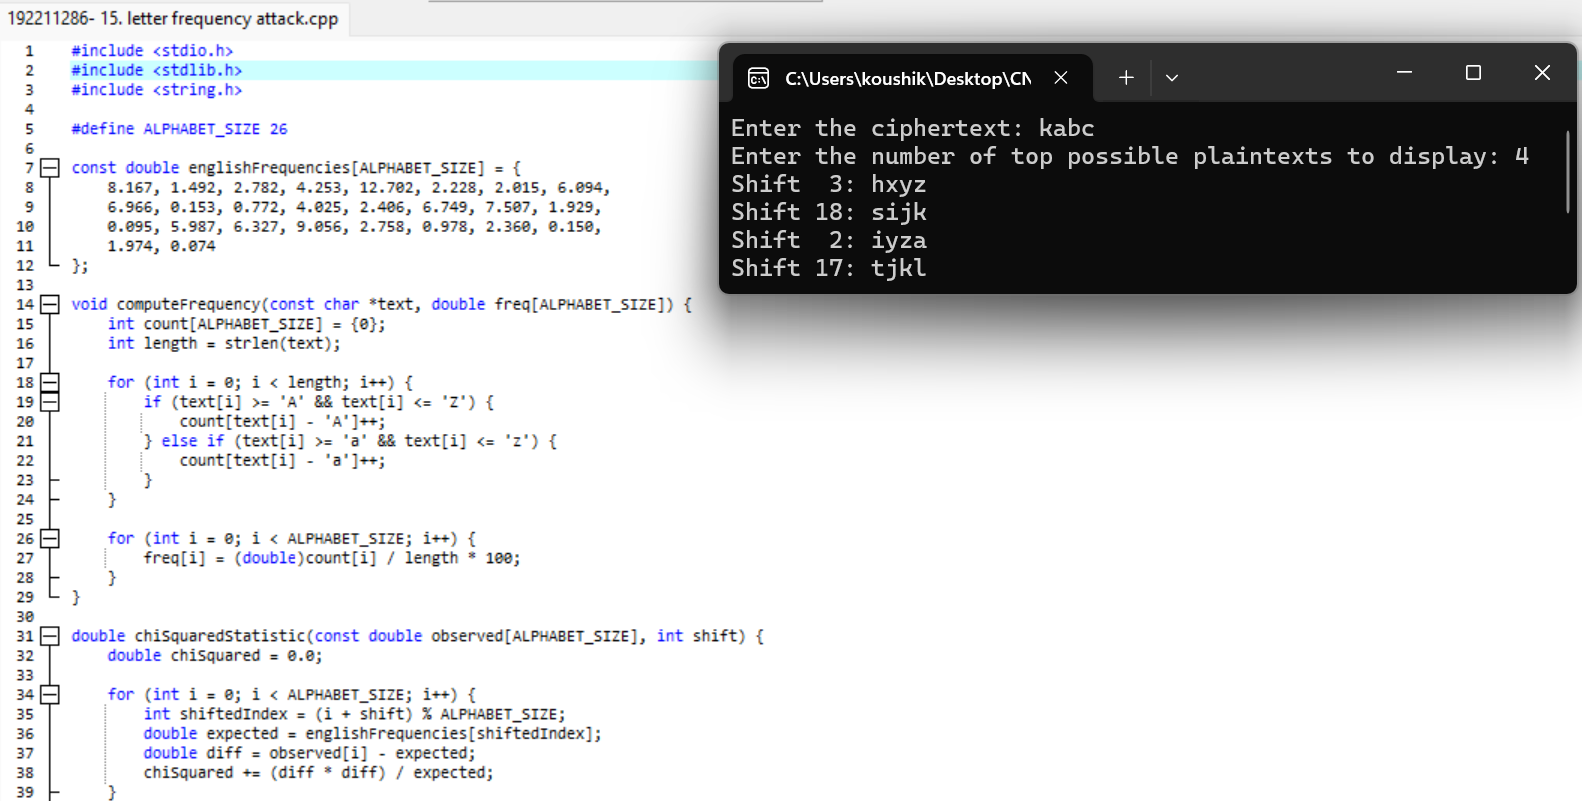 192211286- 15. letter frequency attack.cpp
1 #include <stdio.h>
2 #include <stdlib.h>
3 #include <string.h>
4
5 #define ALPHABET_SIZE 26
6
7 const double englishFrequencies[ALPHABET_SIZE] = {
8 8.167, 1.492, 2.782, 4.253, 12.702, 2.228, 2.015, 6.094,
9 6.966, 0.153, 0.772, 4.025, 2.406, 6.749, 7.507, 1.929,
10 0.095, 5.987, 6.327, 9.056, 2.758, 0.978, 2.360, 0.150,
11 1.974, 0.074
12 };
13
14 void computeFrequency(const char *text, double freq[ALPHABET_SIZE]) {
15 int count[ALPHABET_SIZE] = {0};
16 int length = strlen(text);
17
18 for (int i = 0; i < length; i++) {
19 if (text[i] >= 'A' && text[i] <= 'Z') {
20 count[text[i] - 'A']++;
21 } else if (text[i] >= 'a' && text[i] <= 'z') {
22 count[text[i] - 'a']++;
23 }
24 }
25
26 for (int i = 0; i < ALPHABET_SIZE; i++) {
27 freq[i] = (double)count[i] / length * 100;
28 }
29 }
30
31 double chiSquaredStatistic(const double observed[ALPHABET_SIZE], int shift) {
32 double chiSquared = 0.0;
33
34 for (int i = 0; i < ALPHABET_SIZE; i++) {
35 int shiftedIndex = (i + shift) % ALPHABET_SIZE;
36 double expected = englishFrequencies[shiftedIndex];
37 double diff = observed[i] - expected;
38 chiSquared += (diff * diff) / expected;
39 }
C:\Users\koushik\Desktop\CN
Enter the ciphertext: kabc
Enter the number of top possible plaintexts to display: 4
Shift  3: hxyz
Shift 18: sijk
Shift  2: iyza
Shift 17: tjkl